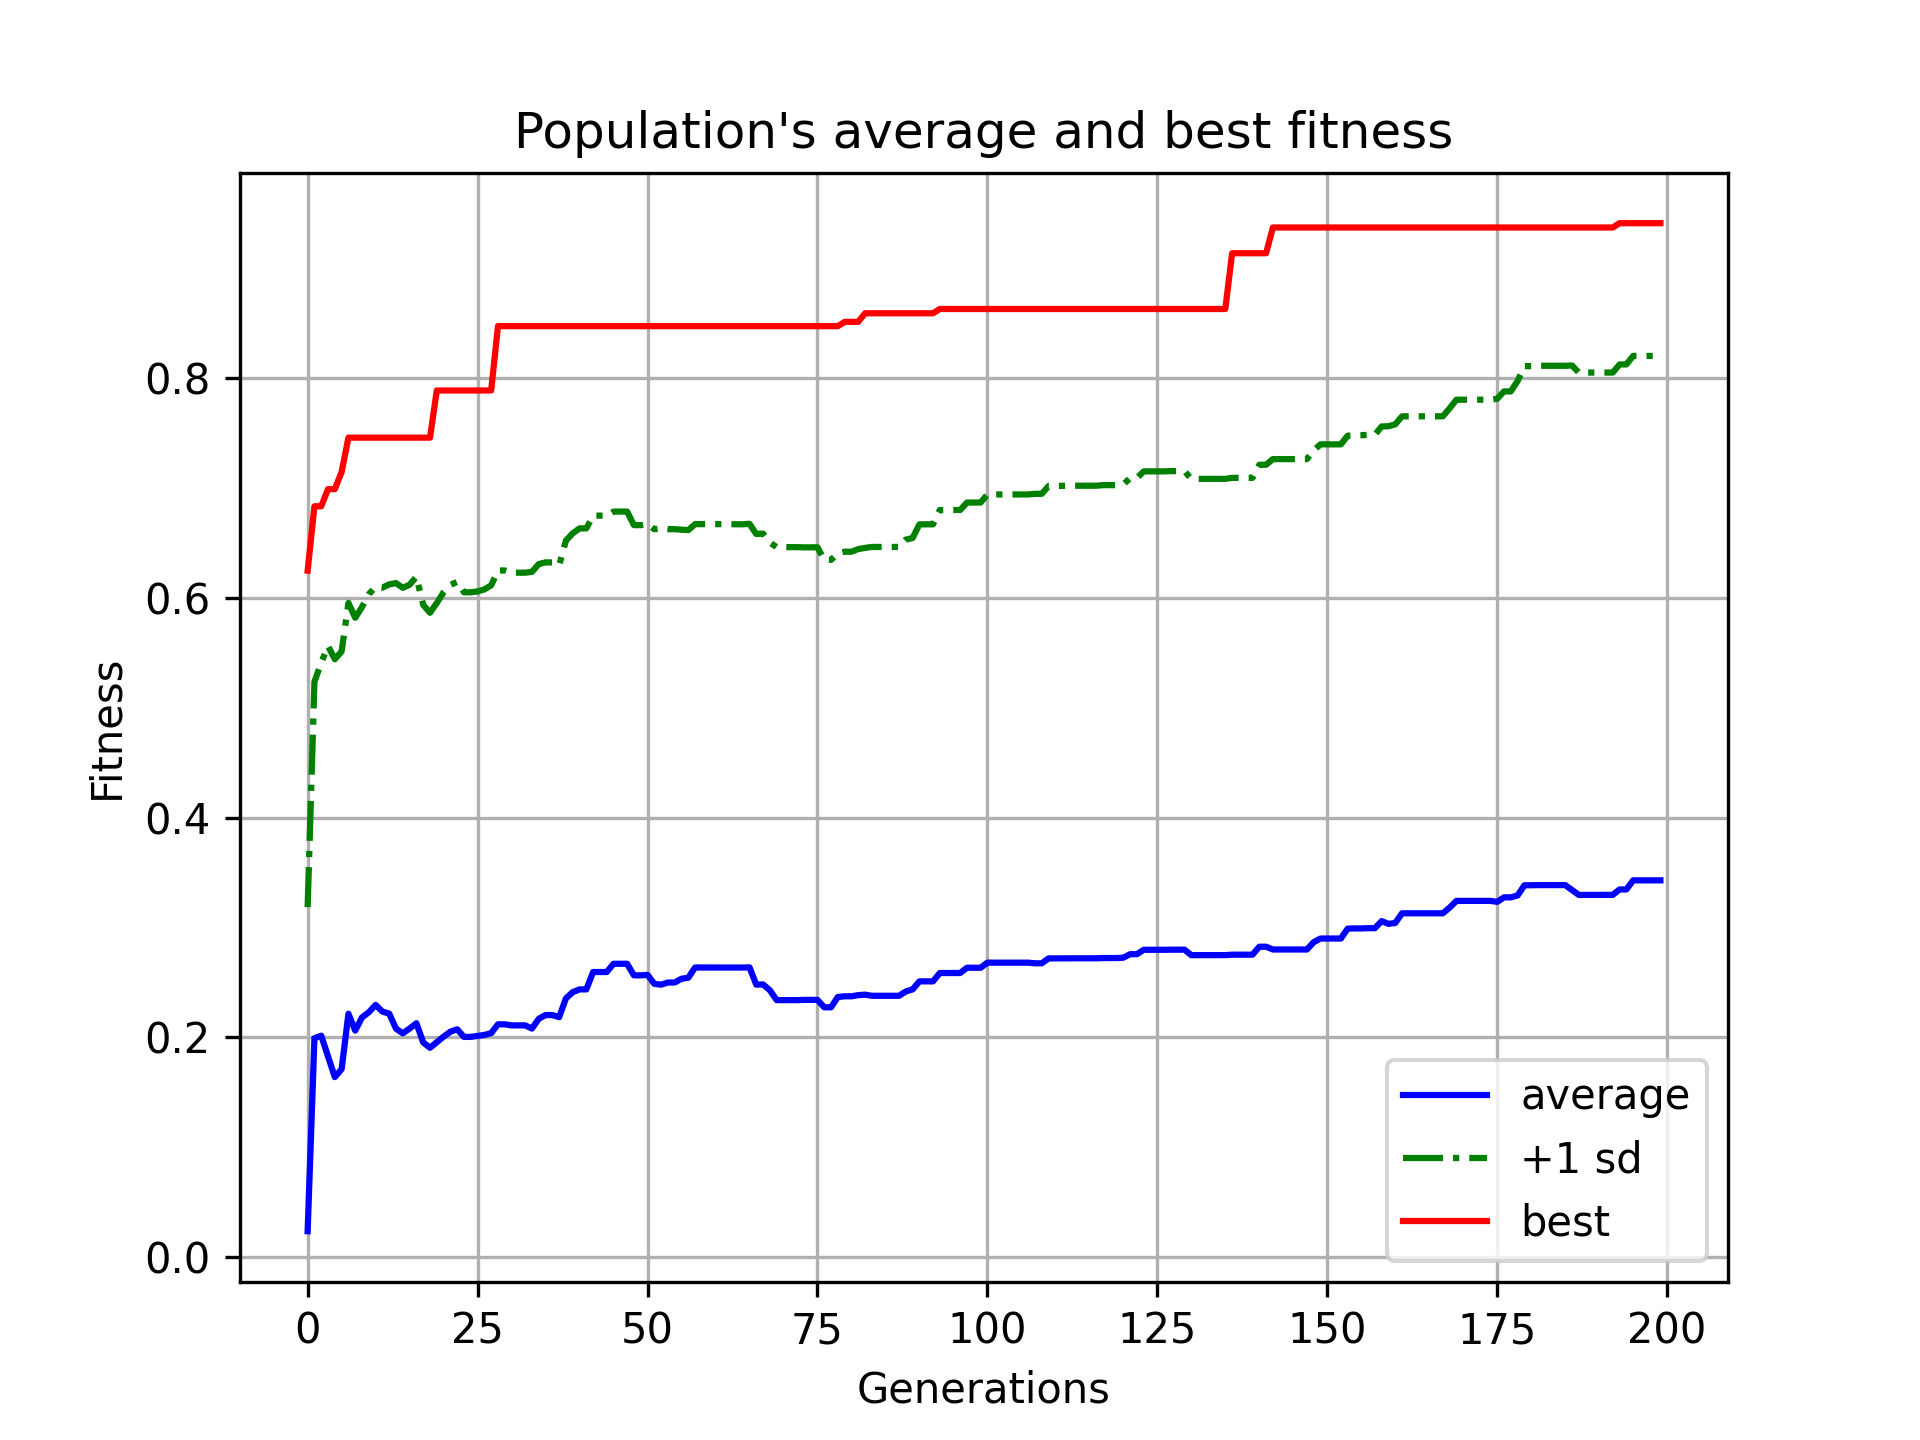 Population's average and best fitness
Fitness
0.8
0.6
0.4
0.2
0.0
0 25 50 75 100 125 150 175 200
Generations
average
+1 sd
best